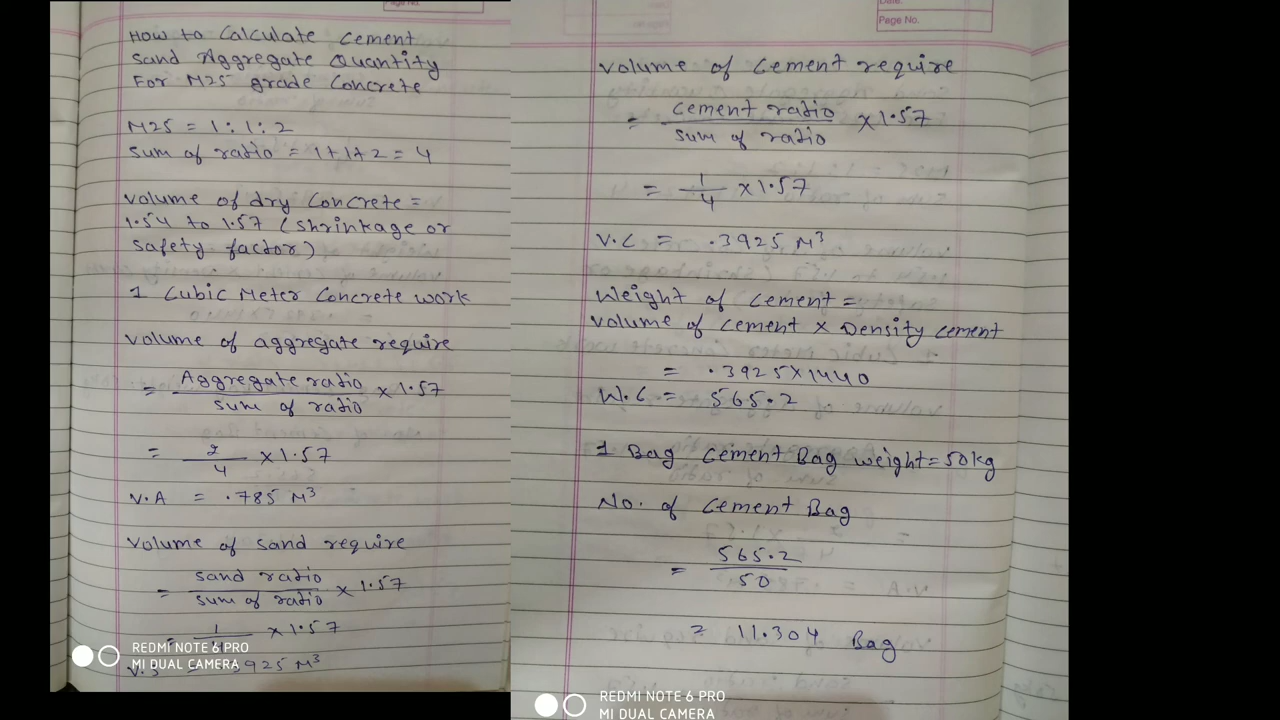 Page No.
How to Calculate Cement
Sand Aggregate Quantity
For M25 grade Concrete
M25 = 1:1:2
Sum of ratio = 1+1+2 = 4
Volume of dry Concrete =
1.54 to 1.57 (Shrinkage or
safety factor)
1 Cubic Meter Concrete work
Volume of aggregate require
= Aggregate ratio / sum of ratio × 1.57
= 2/4 × 1.57
V.A = .785 M³
Volume of sand require
= sand ratio / sum of ratio × 1.57
= 1/4 × 1.57
925 M³
REDMI NOTE 6 PRO
MI DUAL CAMERA
Date:
Page No.
Volume of Cement require
= Cement ratio / sum of ratio × 1.57
= 1/4 × 1.57
V.C = .3925 M³
Weight of Cement =
Volume of Cement × Density Cement
= .3925×1440
W.C = 565.2
1 Bag Cement Bag weight=50kg
No. of Cement Bag
= 565.2 / 50
= 11.304 Bag
REDMI NOTE 6 PRO
MI DUAL CAMERA